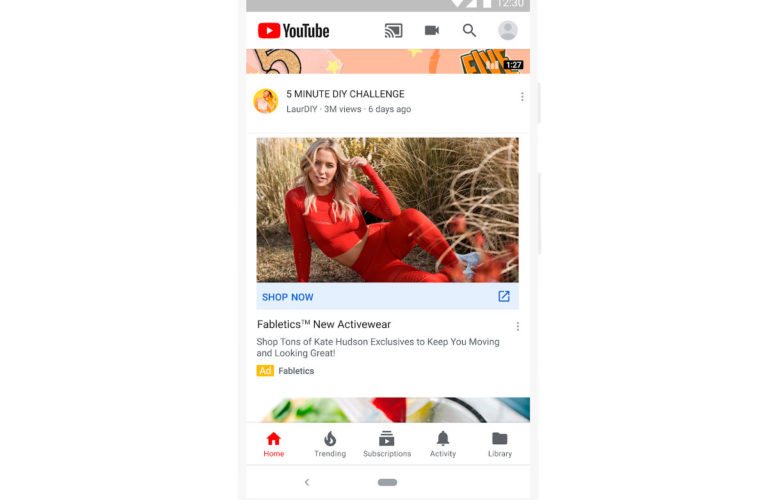 12:30
YouTube
5
FIVE
1:27
5 MINUTE DIY CHALLENGE
LaurDIY · 3M views · 6 days ago
SHOP NOW
Fabletics™ New Activewear
Shop Tons of Kate Hudson Exclusives to Keep You Moving
and Looking Great!
Ad Fabletics
Home Trending Subscriptions Activity Library